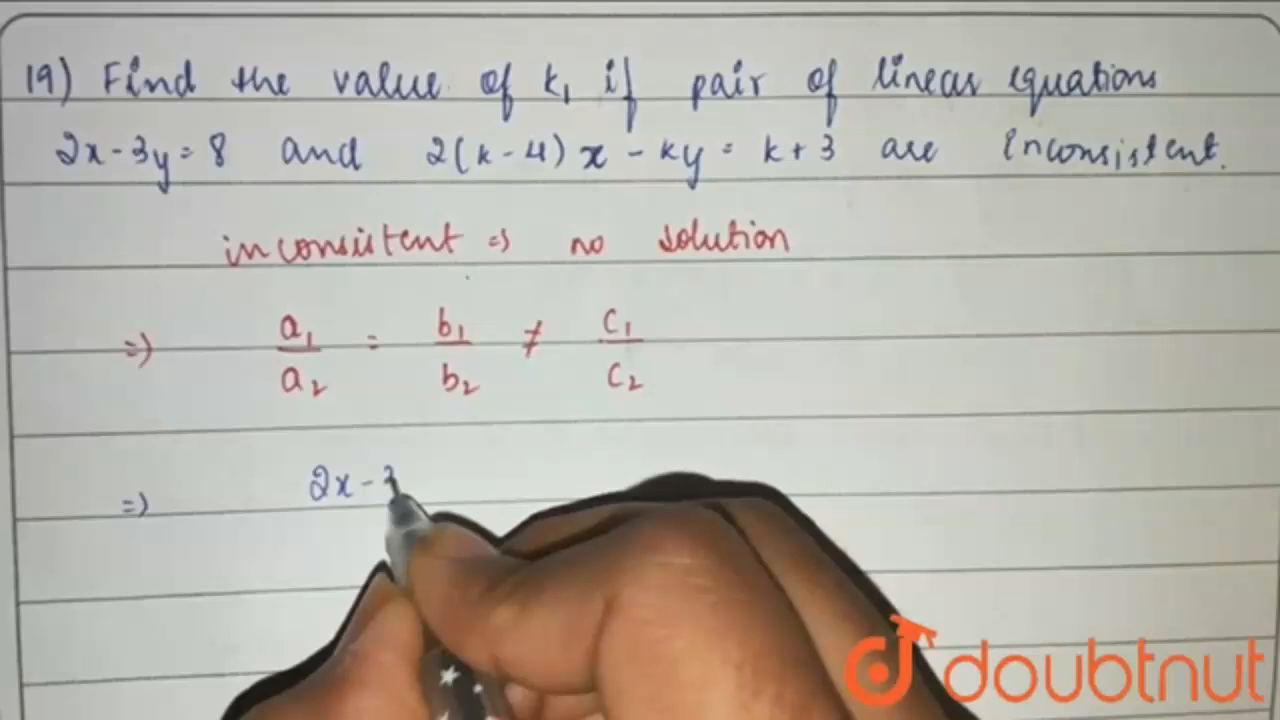 19) Find the value of k, if pair of linear equations
2x - 3y = 8 and 2(k - 4) x - ky = k + 3 are inconsistent.
inconsistent ⇒ no solution
⇒) a₁/a₂ = b₁/b₂ ≠ c₁/c₂
⇒) 2x - 3
doubtnut